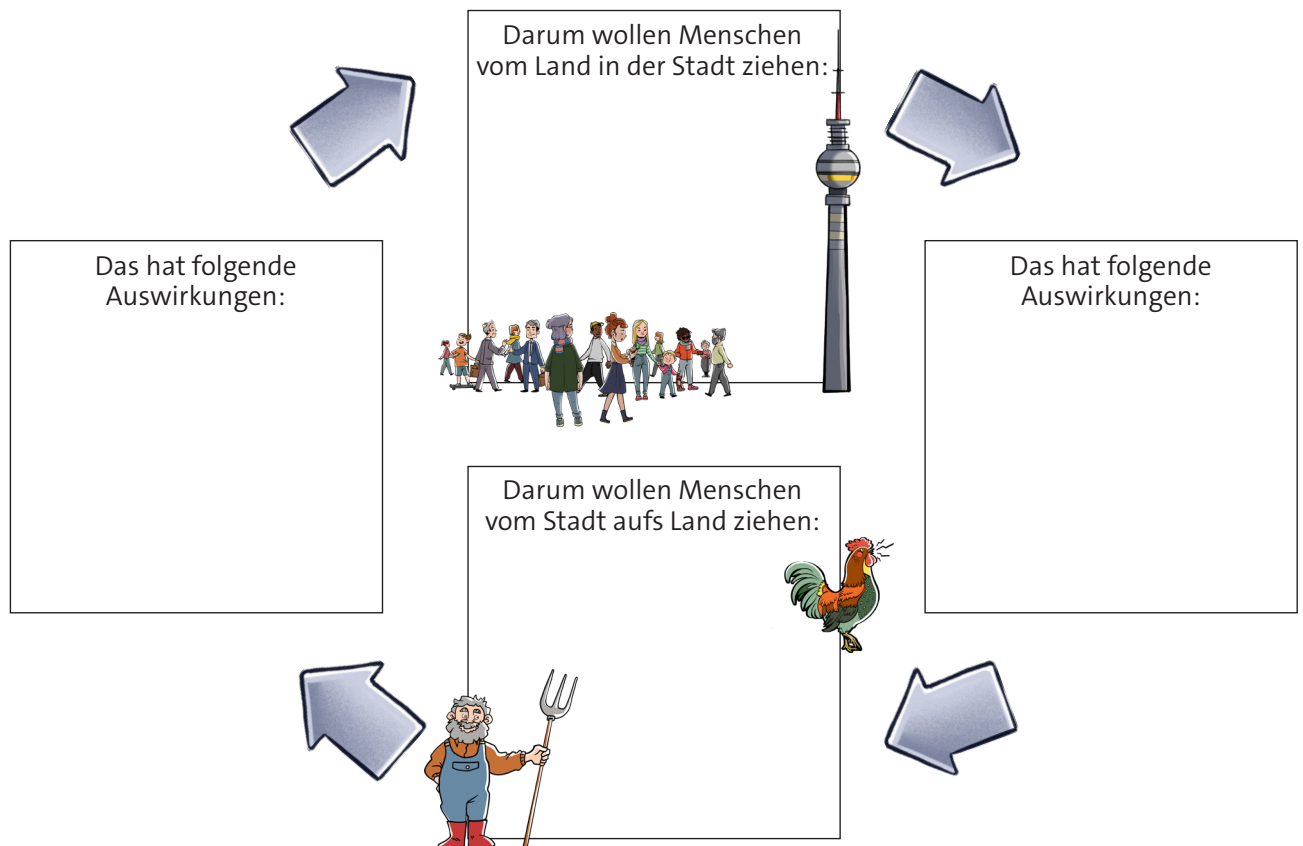 Darum wollen Menschen
vom Land in der Stadt ziehen:
Das hat folgende
Auswirkungen:
Das hat folgende
Auswirkungen:
Darum wollen Menschen
vom Stadt aufs Land ziehen: